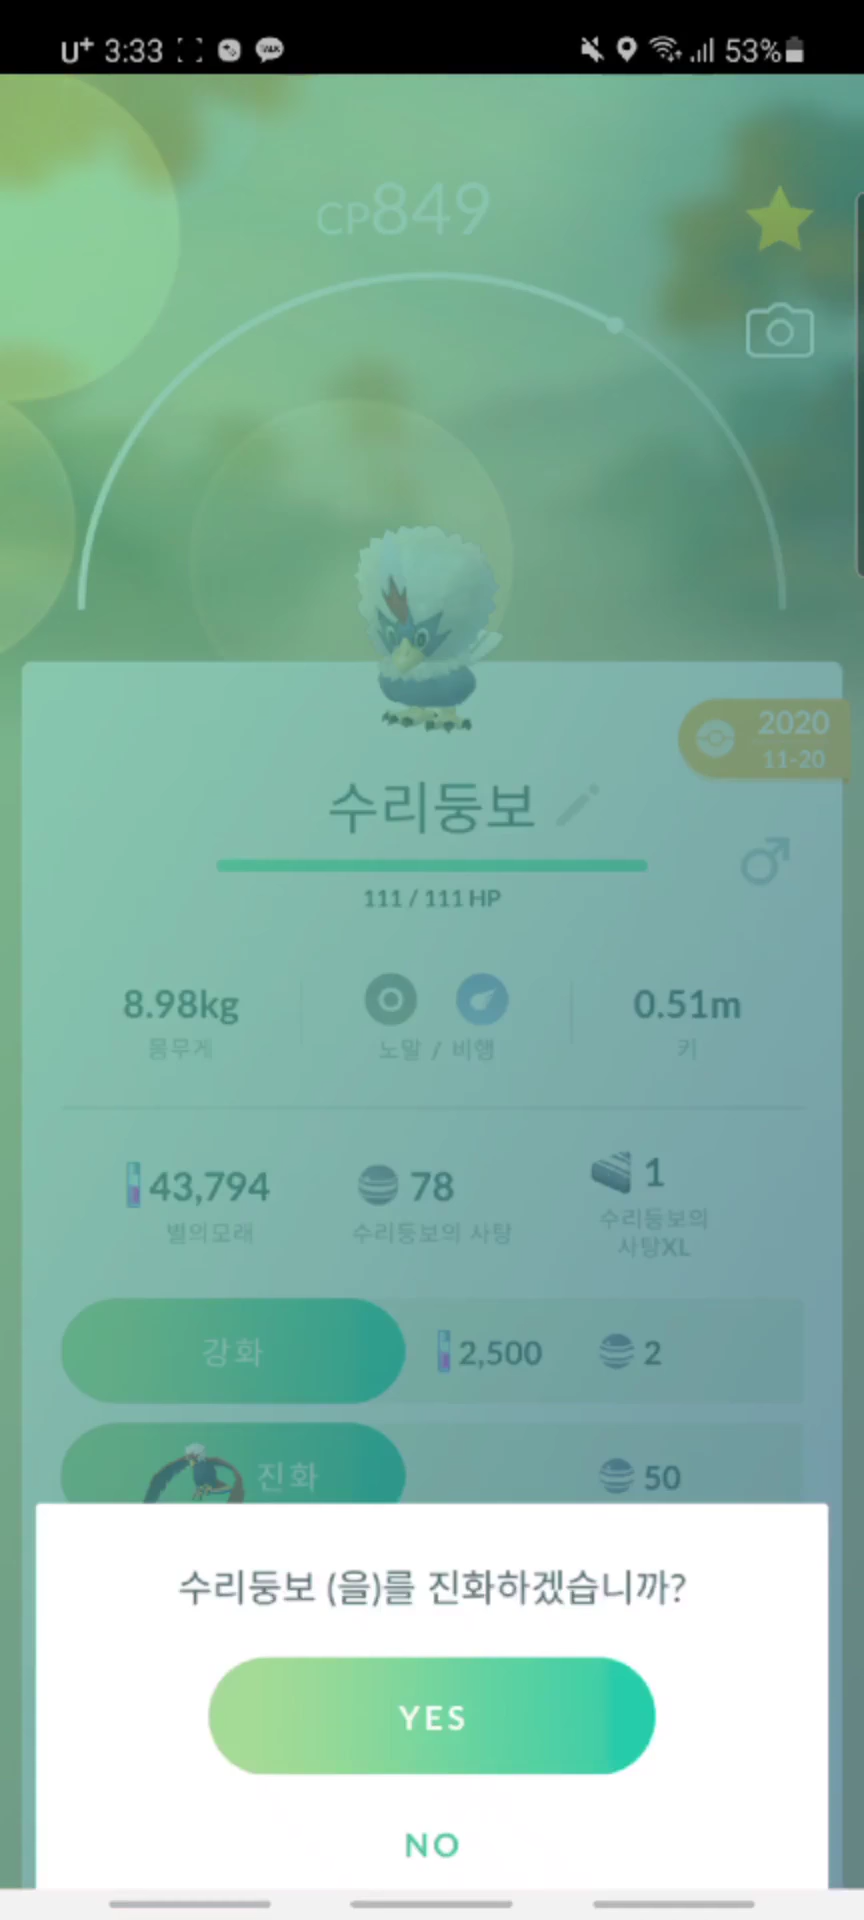 U+ 3:33 TALK 53%
CP849
2020
11-20
수리둥보
111 / 111 HP
8.98kg 0.51m
몸무게 노말 / 비행 키
43,794 78 1
별의모래 수리둥보의 사탕 수리둥보의
사탕XL
강화 2,500 2
진화 50
수리둥보 (을)를 진화하겠습니까?
YES
NO